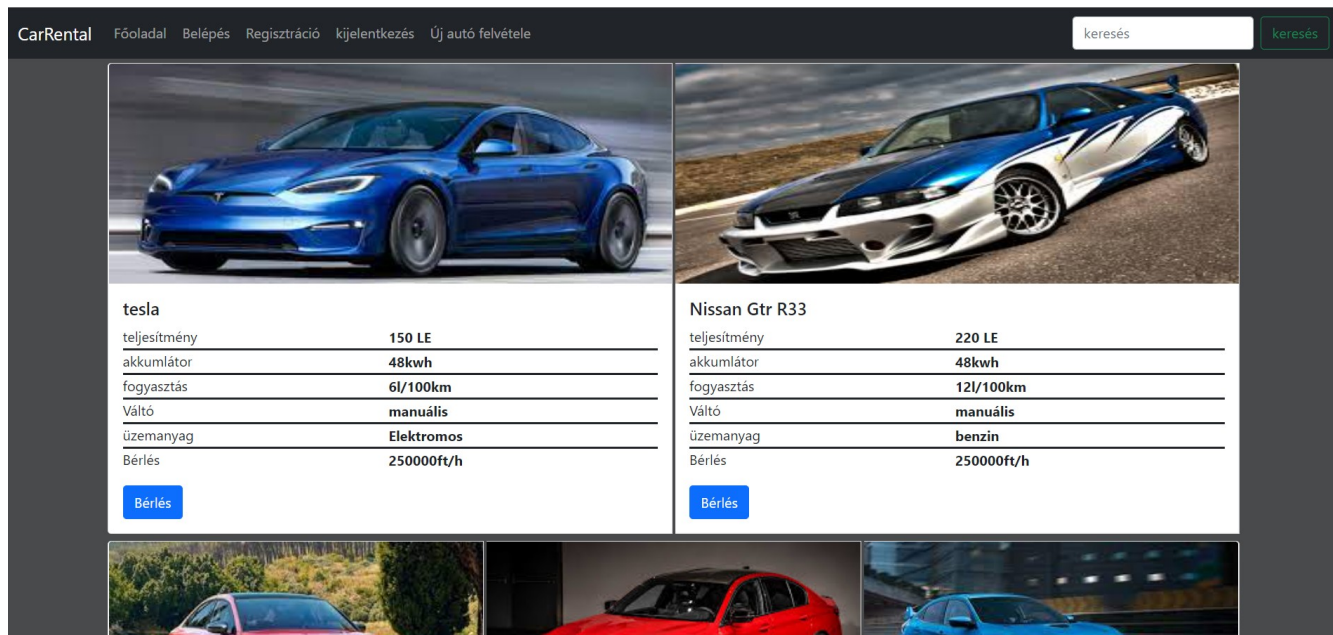 CarRental Főoladal Belépés Regisztráció kijelentkezés Új autó felvétele keresés keresés
tesla
teljesítmény 150 LE
akkumlátor 48kwh
fogyasztás 6l/100km
Váltó manuális
üzemanyag Elektromos
Bérlés 250000ft/h
Bérlés
Nissan Gtr R33
teljesítmény 220 LE
akkumlátor 48kwh
fogyasztás 12l/100km
Váltó manuális
üzemanyag benzin
Bérlés 250000ft/h
Bérlés